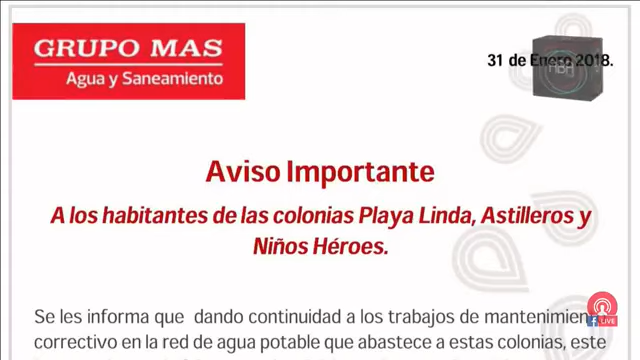 GRUPO MAS
Agua y Saneamiento
31 de Enero 2018.
HBH
Aviso Importante
A los habitantes de las colonias Playa Linda, Astilleros y
Niños Héroes.
Se les informa que dando continuidad a los trabajos de mantenimien
correctivo en la red de agua potable que abastece a estas colonias, este
LIVE